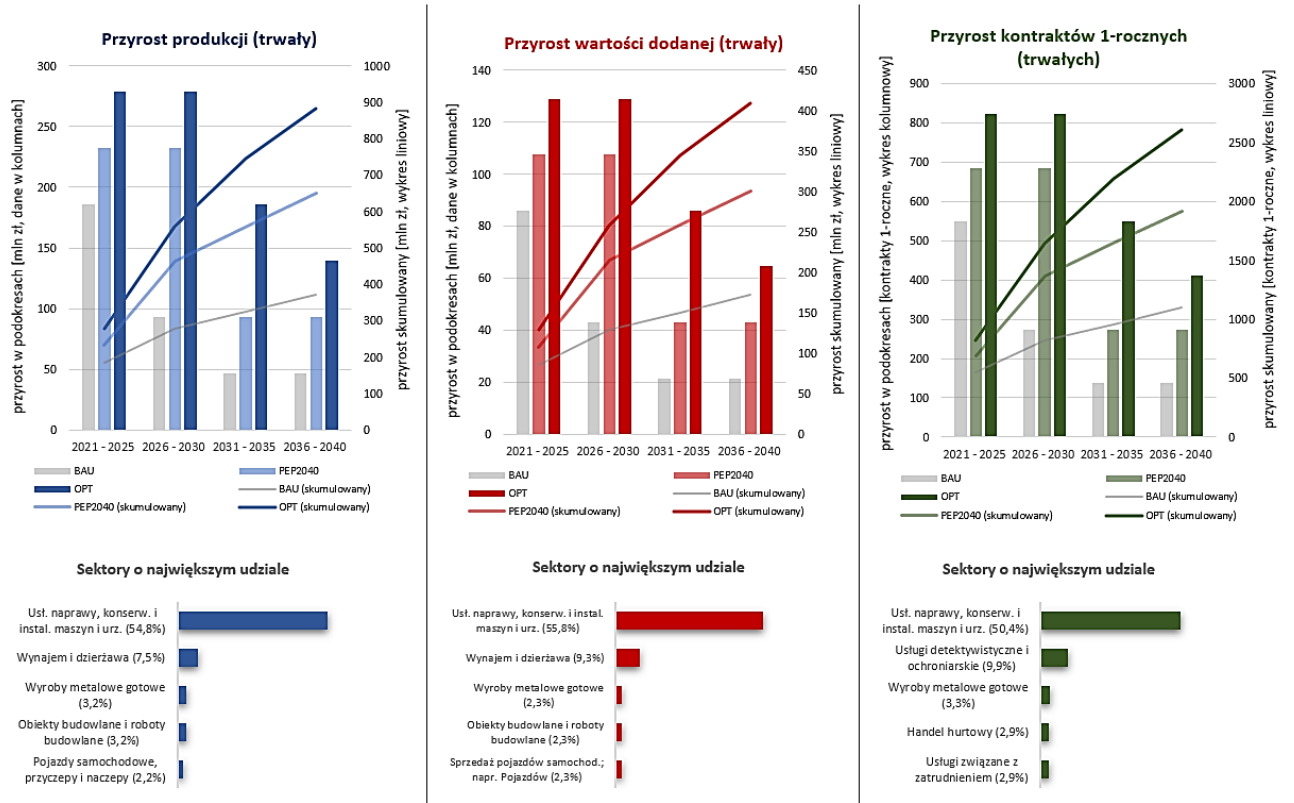 Przyrost produkcji (trwały)
przyrost w podokresach [mln zł, dane w kolumnach]
300
250
200
150
100
50
0
1000
900
800
700
600
500
400
300
200
100
0
przyrost skumulowany [mln zł, wykres liniowy]
2021 - 2025 2026 - 2030 2031 - 2035 2036 - 2040
BAU PEP2040
OPT BAU (skumulowany)
PEP2040 (skumulowany) OPT (skumulowany)
Sektory o największym udziale
Usł. naprawy, konserw. i
instal. maszyn i urz. (54,8%)
Wynajem i dzierżawa (7,5%)
Wyroby metalowe gotowe
(3,2%)
Obiekty budowlane i roboty
budowlane (3,2%)
Pojazdy samochodowe,
przyczepy i naczepy (2,2%)
Przyrost wartości dodanej (trwały)
przyrost w podokresach [mln zł, dane w kolumnach]
140
120
100
80
60
40
20
0
450
400
350
300
250
200
150
100
50
0
przyrost skumulowany [mln zł, wykres liniowy]
2021 - 2025 2026 - 2030 2031 - 2035 2036 - 2040
BAU PEP2040
OPT BAU (skumulowany)
PEP2040 (skumulowany) OPT (skumulowany)
Sektory o największym udziale
Usł. naprawy, konserw. i instal.
maszyn i urz. (55,8%)
Wynajem i dzierżawa (9,3%)
Wyroby metalowe gotowe
(2,3%)
Obiekty budowlane i roboty
budowlane (2,3%)
Sprzedaż pojazdów samochod.;
napr. Pojazdów (2,3%)
Przyrost kontraktów 1-rocznych
(trwałych)
przyrost w podokresach [kontrakty 1-roczne, wykres kolumnowy]
900
800
700
600
500
400
300
200
100
0
3000
2500
2000
1500
1000
500
0
przyrost skumulowany [kontrakty 1-roczne, wykres liniowy]
2021 - 2025 2026 - 2030 2031 - 2035 2036 - 2040
BAU PEP2040
OPT BAU (skumulowany)
PEP2040 (skumulowany) OPT (skumulowany)
Sektory o największym udziale
Usł. naprawy, konserw. i
instal. maszyn i urz. (50,4%)
Usługi detektywistyczne i
ochroniarskie (9,9%)
Wyroby metalowe gotowe
(3,3%)
Handel hurtowy (2,9%)
Usługi związane z
zatrudnieniem (2,9%)